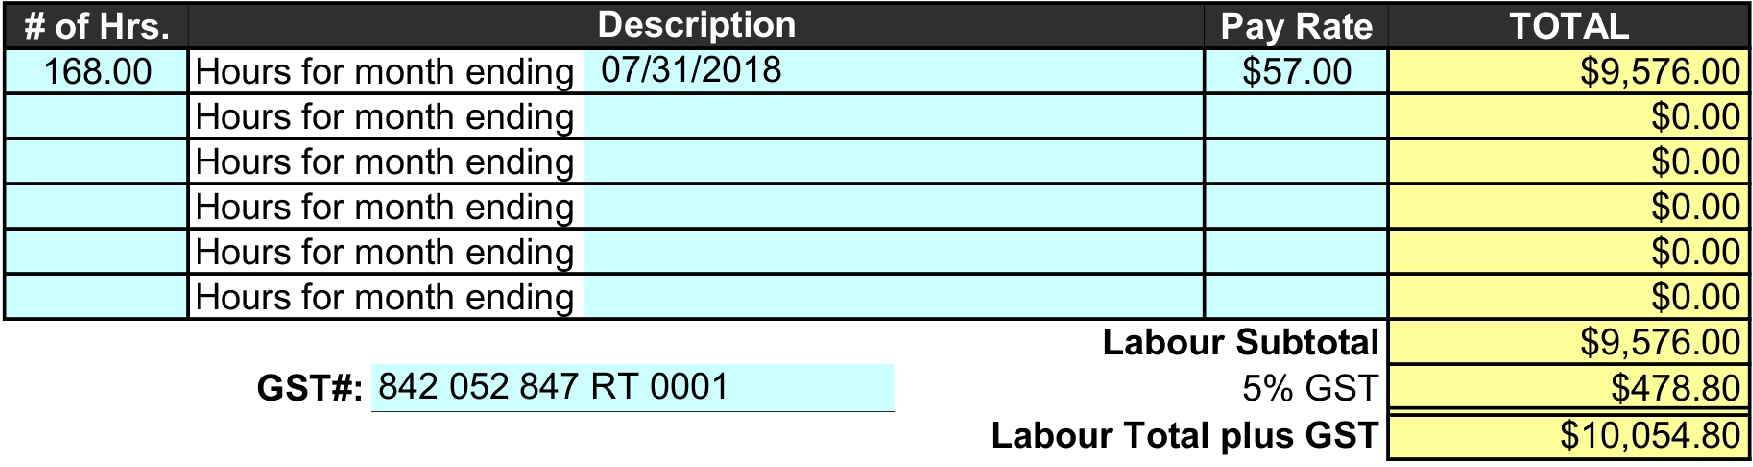 # of Hrs. Description Pay Rate TOTAL
168.00 Hours for month ending 07/31/2018 $57.00 $9,576.00
Hours for month ending $0.00
Hours for month ending $0.00
Hours for month ending $0.00
Hours for month ending $0.00
Hours for month ending $0.00
Labour Subtotal $9,576.00
GST#: 842 052 847 RT 0001 5% GST $478.80
Labour Total plus GST $10,054.80